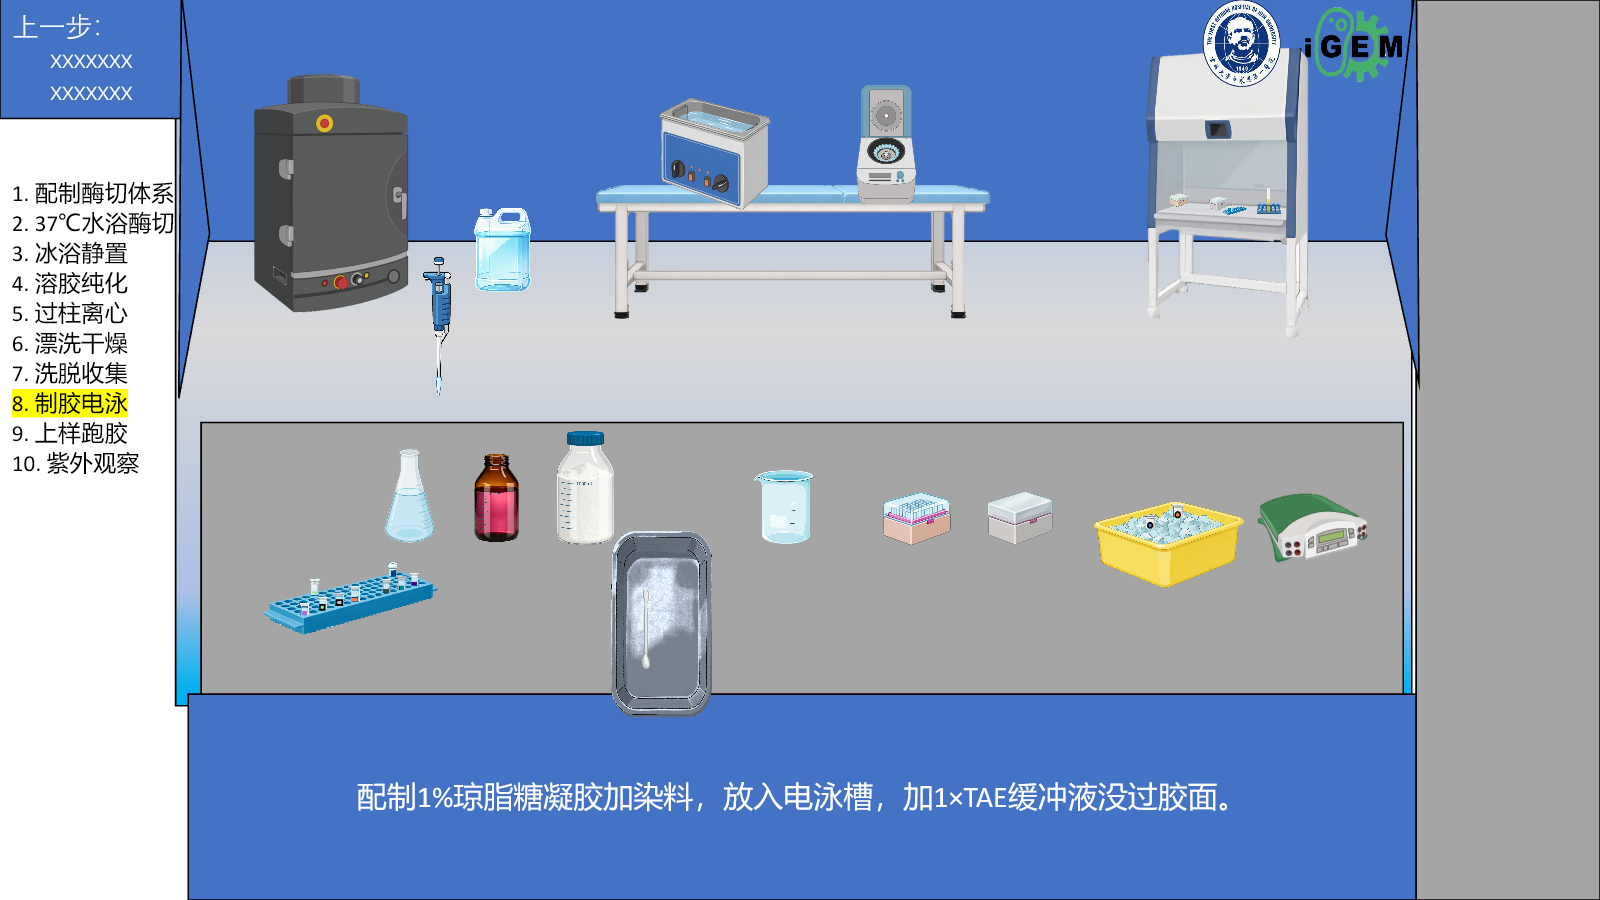 上一步：
XXXXXXX
XXXXXXX
1. 配制酶切体系
2. 37℃水浴酶切
3. 冰浴静置
4. 溶胶纯化
5. 过柱离心
6. 漂洗干燥
7. 洗脱收集
8. 制胶电泳
9. 上样跑胶
10. 紫外观察
iGEM
1949
配制1%琼脂糖凝胶加染料，放入电泳槽，加1×TAE缓冲液没过胶面。